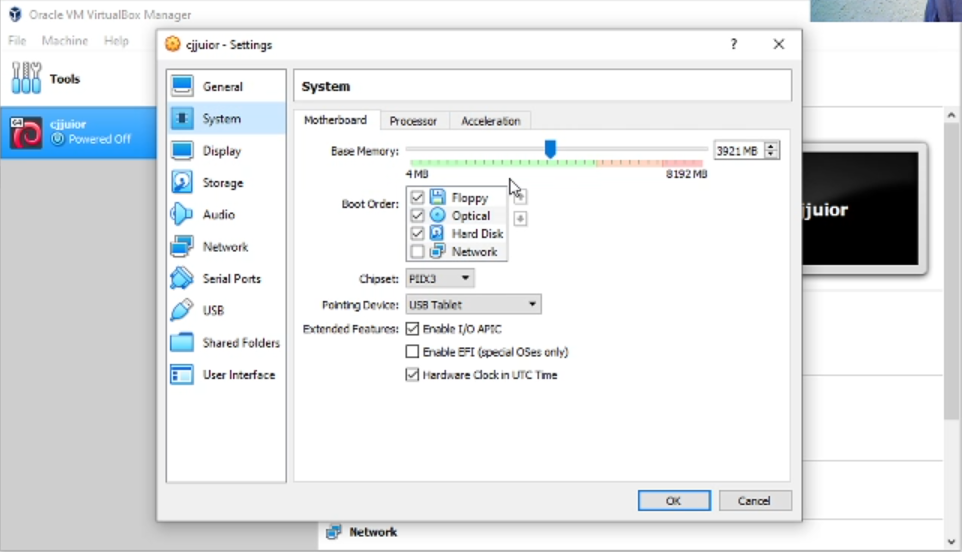 Oracle VM VirtualBox Manager
File Machine Help
cjjuior - Settings
? ×
Tools
64
cjjuior
Powered Off
General
System
Display
Storage
Audio
Network
Serial Ports
USB
Shared Folders
User Interface
System
Motherboard Processor Acceleration
Base Memory: 3921 MB
4 MB 8192 MB
Boot Order:
Floppy
Optical
Hard Disk
Network
Chipset: PIIX3
Pointing Device: USB Tablet
Extended Features: Enable I/O APIC
Enable EFI (special OSes only)
Hardware Clock in UTC Time
OK Cancel
juior
Network